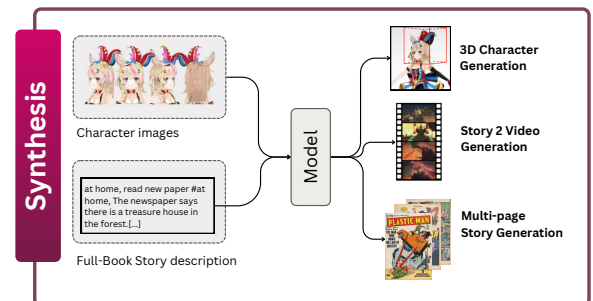 Synthesis
Character images
at home, read new paper #at
home, The newspaper says
there is a treasure house in
the forest.[...]
Full-Book Story description
Model
3D Character
Generation
Story 2 Video
Generation
PLASTIC MAN
Multi-page
Story Generation